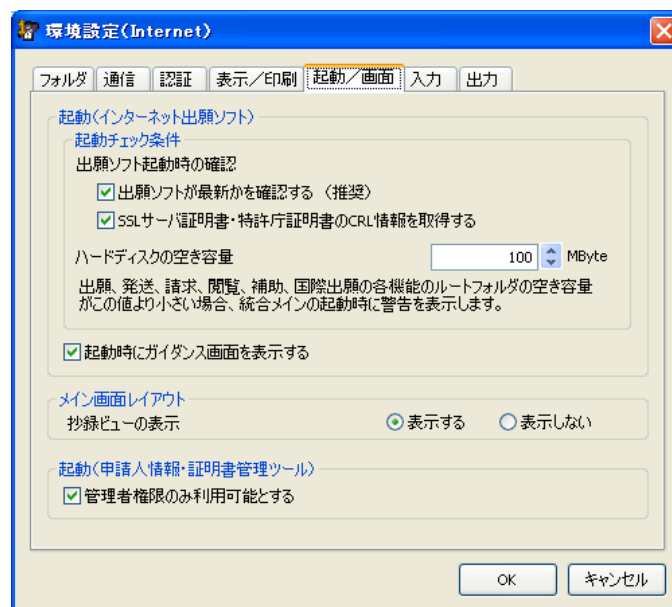 環境設定(Internet)
フォルダ 通信 認証 表示/印刷 起動/画面 入力 出力
起動(インターネット出願ソフト)
起動チェック条件
出願ソフト起動時の確認
出願ソフトが最新かを確認する (推奨)
SSLサーバ証明書・特許庁証明書のCRL情報を取得する
ハードディスクの空き容量 100 MByte
出願、発送、請求、閲覧、補助、国際出願の各機能のルートフォルダの空き容量
がこの値より小さい場合、統合メインの起動時に警告を表示します。
起動時にガイダンス画面を表示する
メイン画面レイアウト
抄録ビューの表示 表示する 表示しない
起動(申請人情報・証明書管理ツール)
管理者権限のみ利用可能とする
OK キャンセル